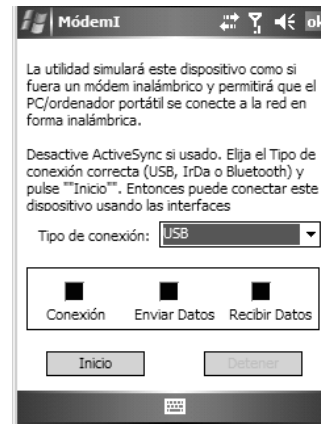 MódemI
ok
La utilidad simulará este dispositivo como si
fuera un módem inalámbrico y permitirá que el
PC/ordenador portátil se conecte a la red en
forma inalámbrica.
Desactive ActiveSync si usado. Elija el Tipo de
conexión correcta (USB, IrDa o Bluetooth) y
pulse ""Inicio"". Entonces puede conectar este
dispositivo usando las interfaces
Tipo de conexión: USB
Conexión Enviar Datos Recibir Datos
Inicio Detener